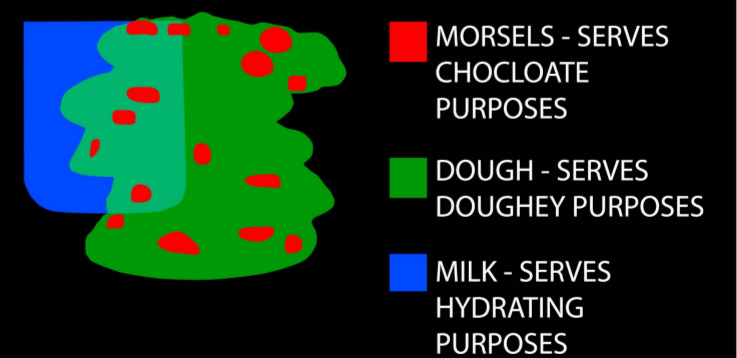 MORSELS - SERVES
CHOCLOATE
PURPOSES
DOUGH - SERVES
DOUGHEY PURPOSES
MILK - SERVES
HYDRATING
PURPOSES